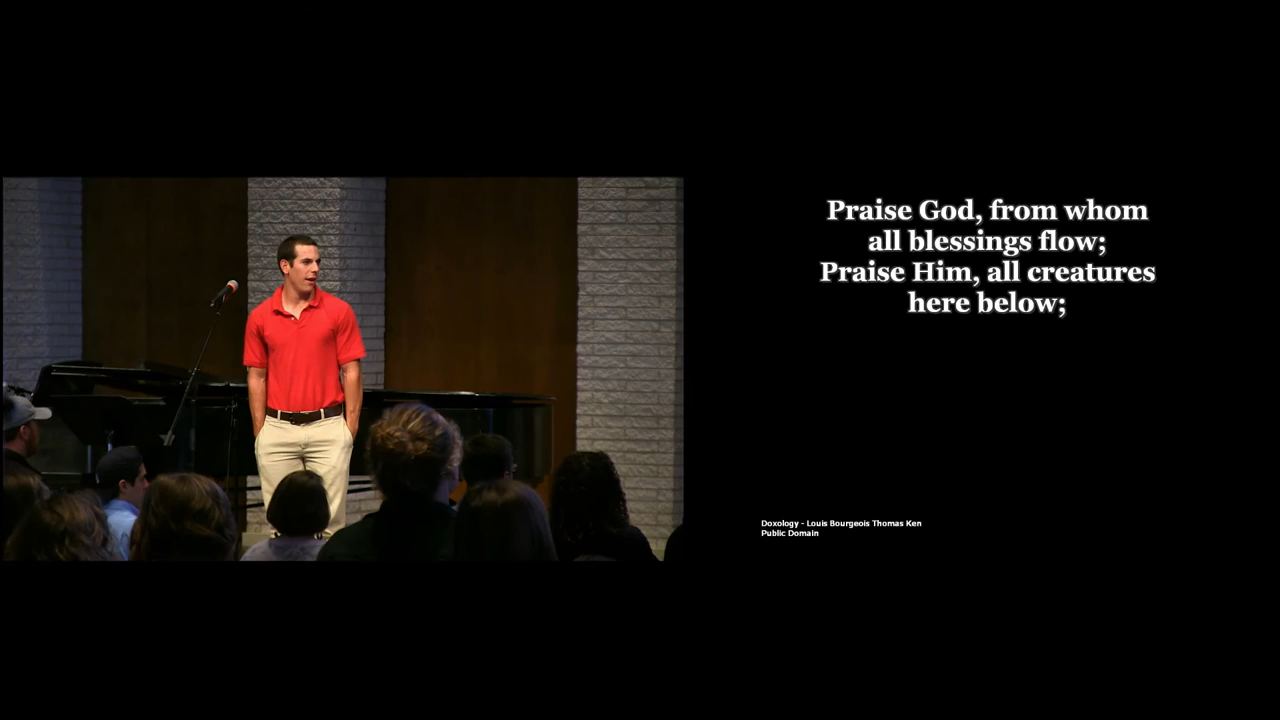 Praise God, from whom
all blessings flow;
Praise Him, all creatures
here below;
Doxology - Louis Bourgeois Thomas Ken
Public Domain